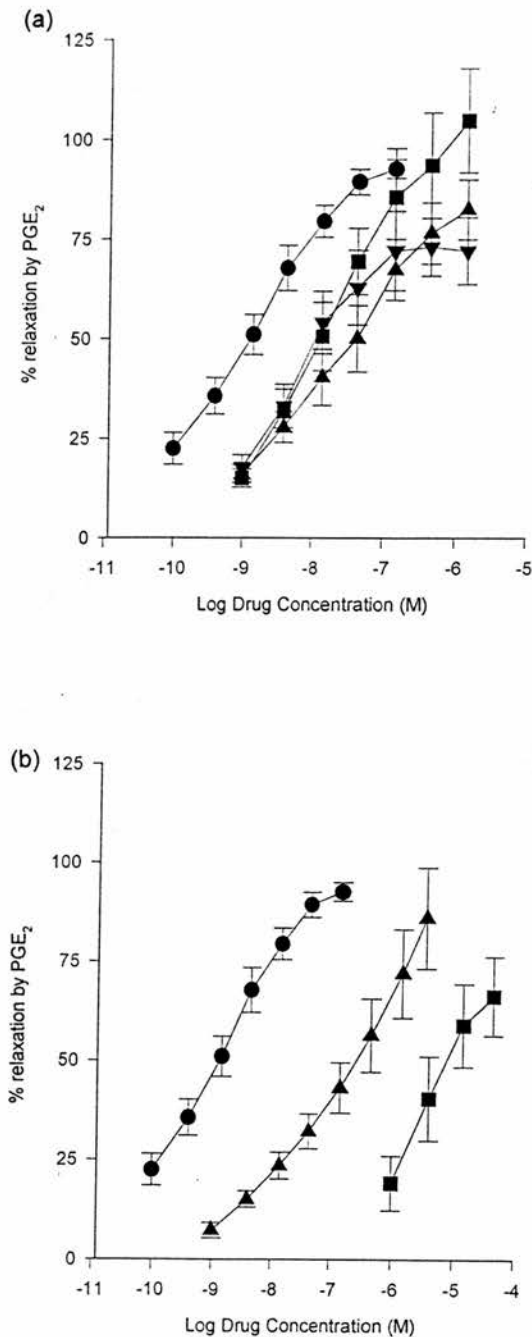 (a)
125
100
75
50
25
0
% relaxation by PGE2
-11 -10 -9 -8 -7 -6 -5
Log Drug Concentration (M)
(b)
125
100
75
50
25
0
% relaxation by PGE2
-11 -10 -9 -8 -7 -6 -5 -4
Log Drug Concentration (M)